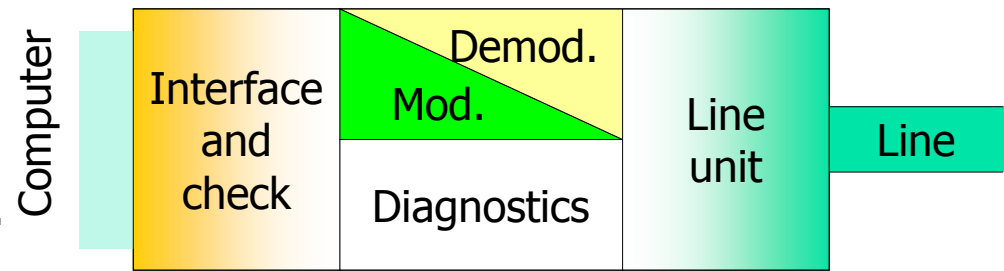 Computer
Interface
and
check
Demod.
Mod.
Diagnostics
Line
unit
Line